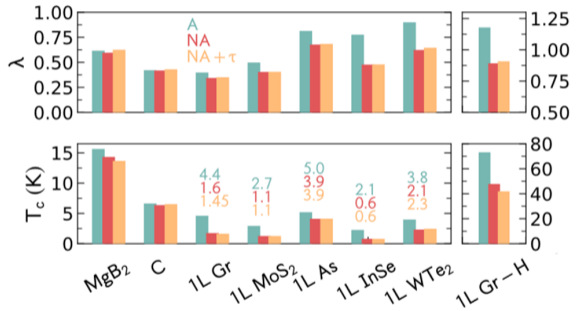 1.00
0.75
0.50
0.25
0.00
λ
A
NA
NA+τ
1.25
1.00
0.75
0.50
15
10
5
0
T_c (K)
4.4
1.6
1.45
2.7
1.1
1.1
5.0
3.9
3.9
2.1
0.6
0.6
3.8
2.1
2.3
80
60
40
20
0
MgB₂
C
1L Gr
1L MoS₂
1L As
1L InSe
1L WTe₂
1L Gr−H